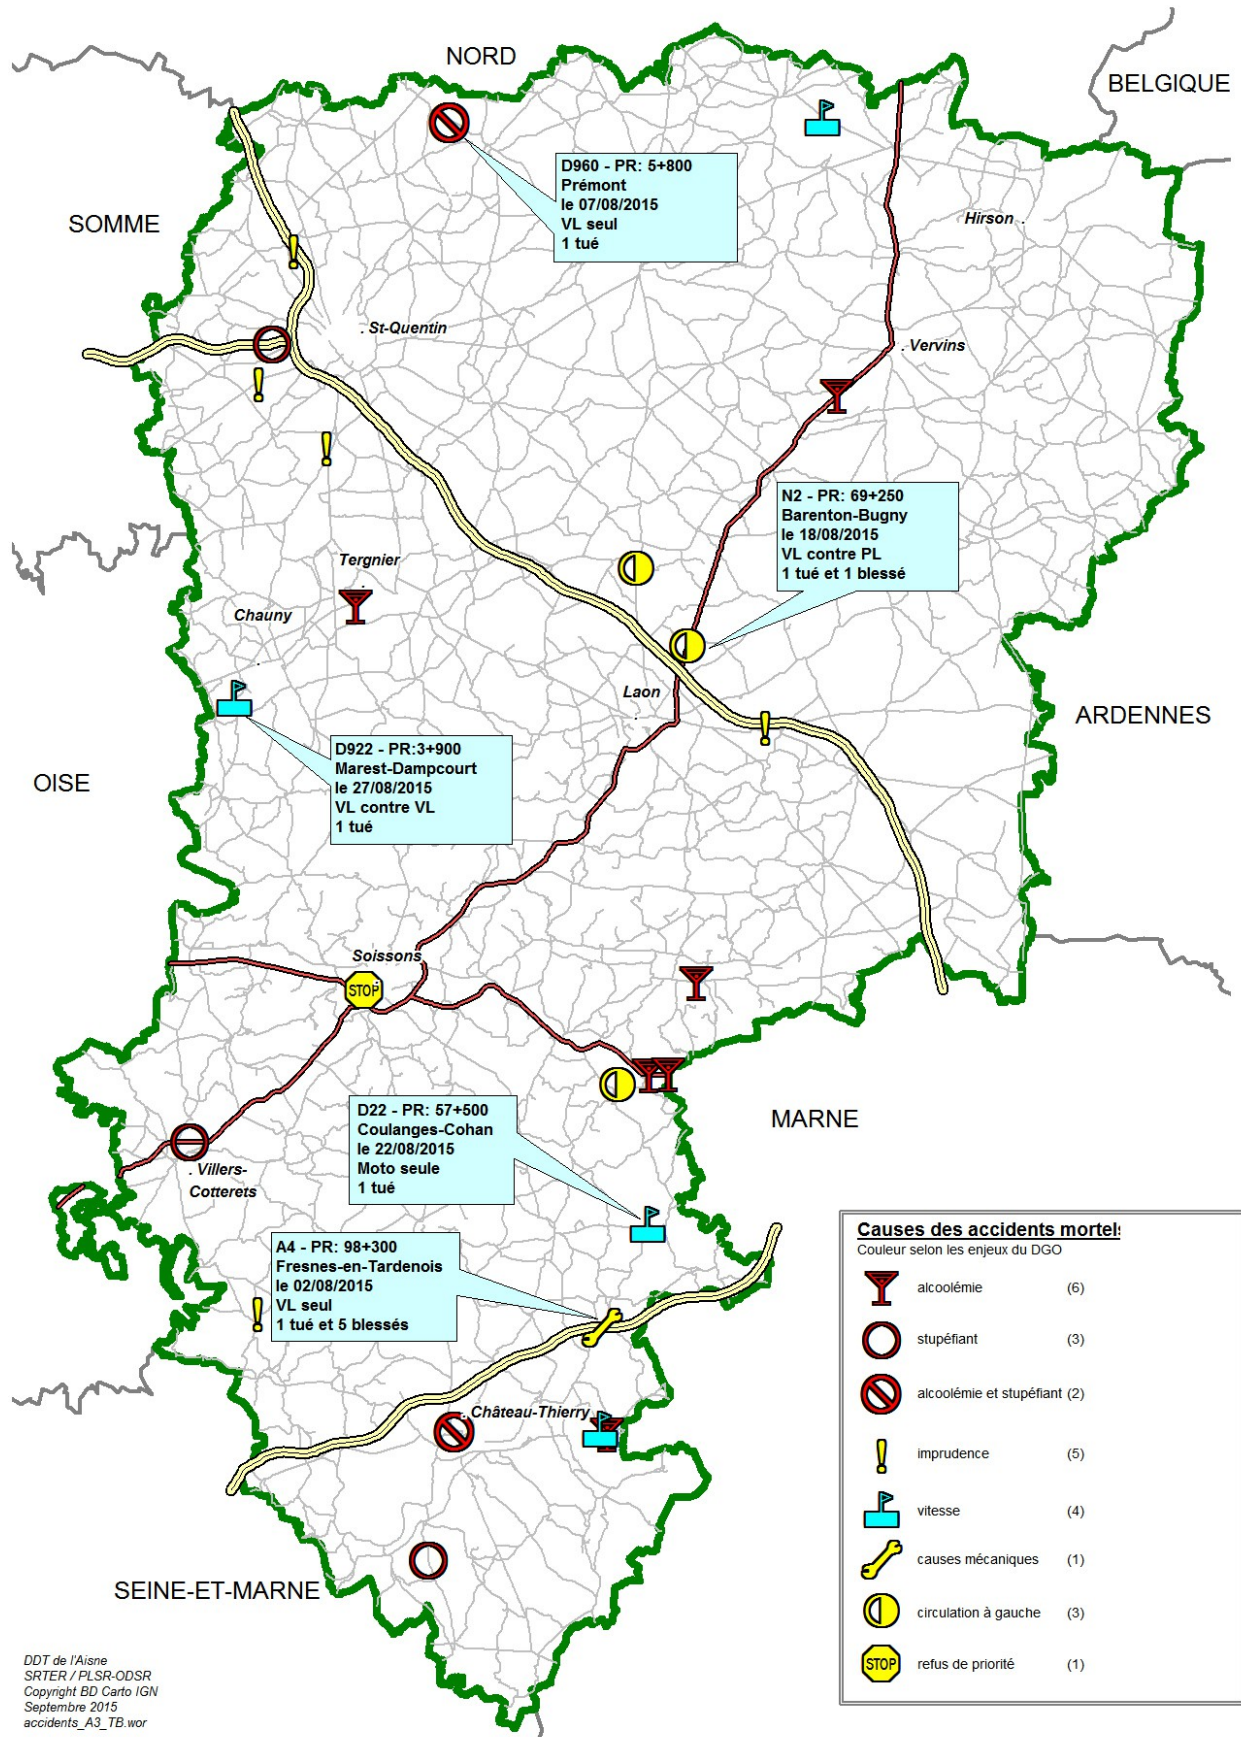 NORD
BELGIQUE
D960 - PR: 5+800
Prémont
le 07/08/2015
VL seul
1 tué
SOMME
Hirson
St-Quentin
Vervins
N2 - PR: 69+250
Barenton-Bugny
le 18/08/2015
VL contre PL
1 tué et 1 blessé
Tergnier
Chauny
Laon
ARDENNES
D922 - PR:3+900
Marest-Dampcourt
le 27/08/2015
VL contre VL
1 tué
OISE
Soissons
STOP
D22 - PR: 57+500
Coulanges-Cohan
le 22/08/2015
Moto seule
1 tué
MARNE
Villers-
Cotterets
A4 - PR: 98+300
Fresnes-en-Tardenois
le 02/08/2015
VL seul
1 tué et 5 blessés
Château-Thierry
SEINE-ET-MARNE
Causes des accidents mortels
Couleur selon les enjeux du DGO
alcoolémie (6)
stupéfiant (3)
alcoolémie et stupéfiant (2)
imprudence (5)
vitesse (4)
causes mécaniques (1)
circulation à gauche (3)
STOP refus de priorité (1)
DDT de l'Aisne
SRTER / PLSR-ODSR
Copyright BD Carto IGN
Septembre 2015
accidents_A3_TB.wor